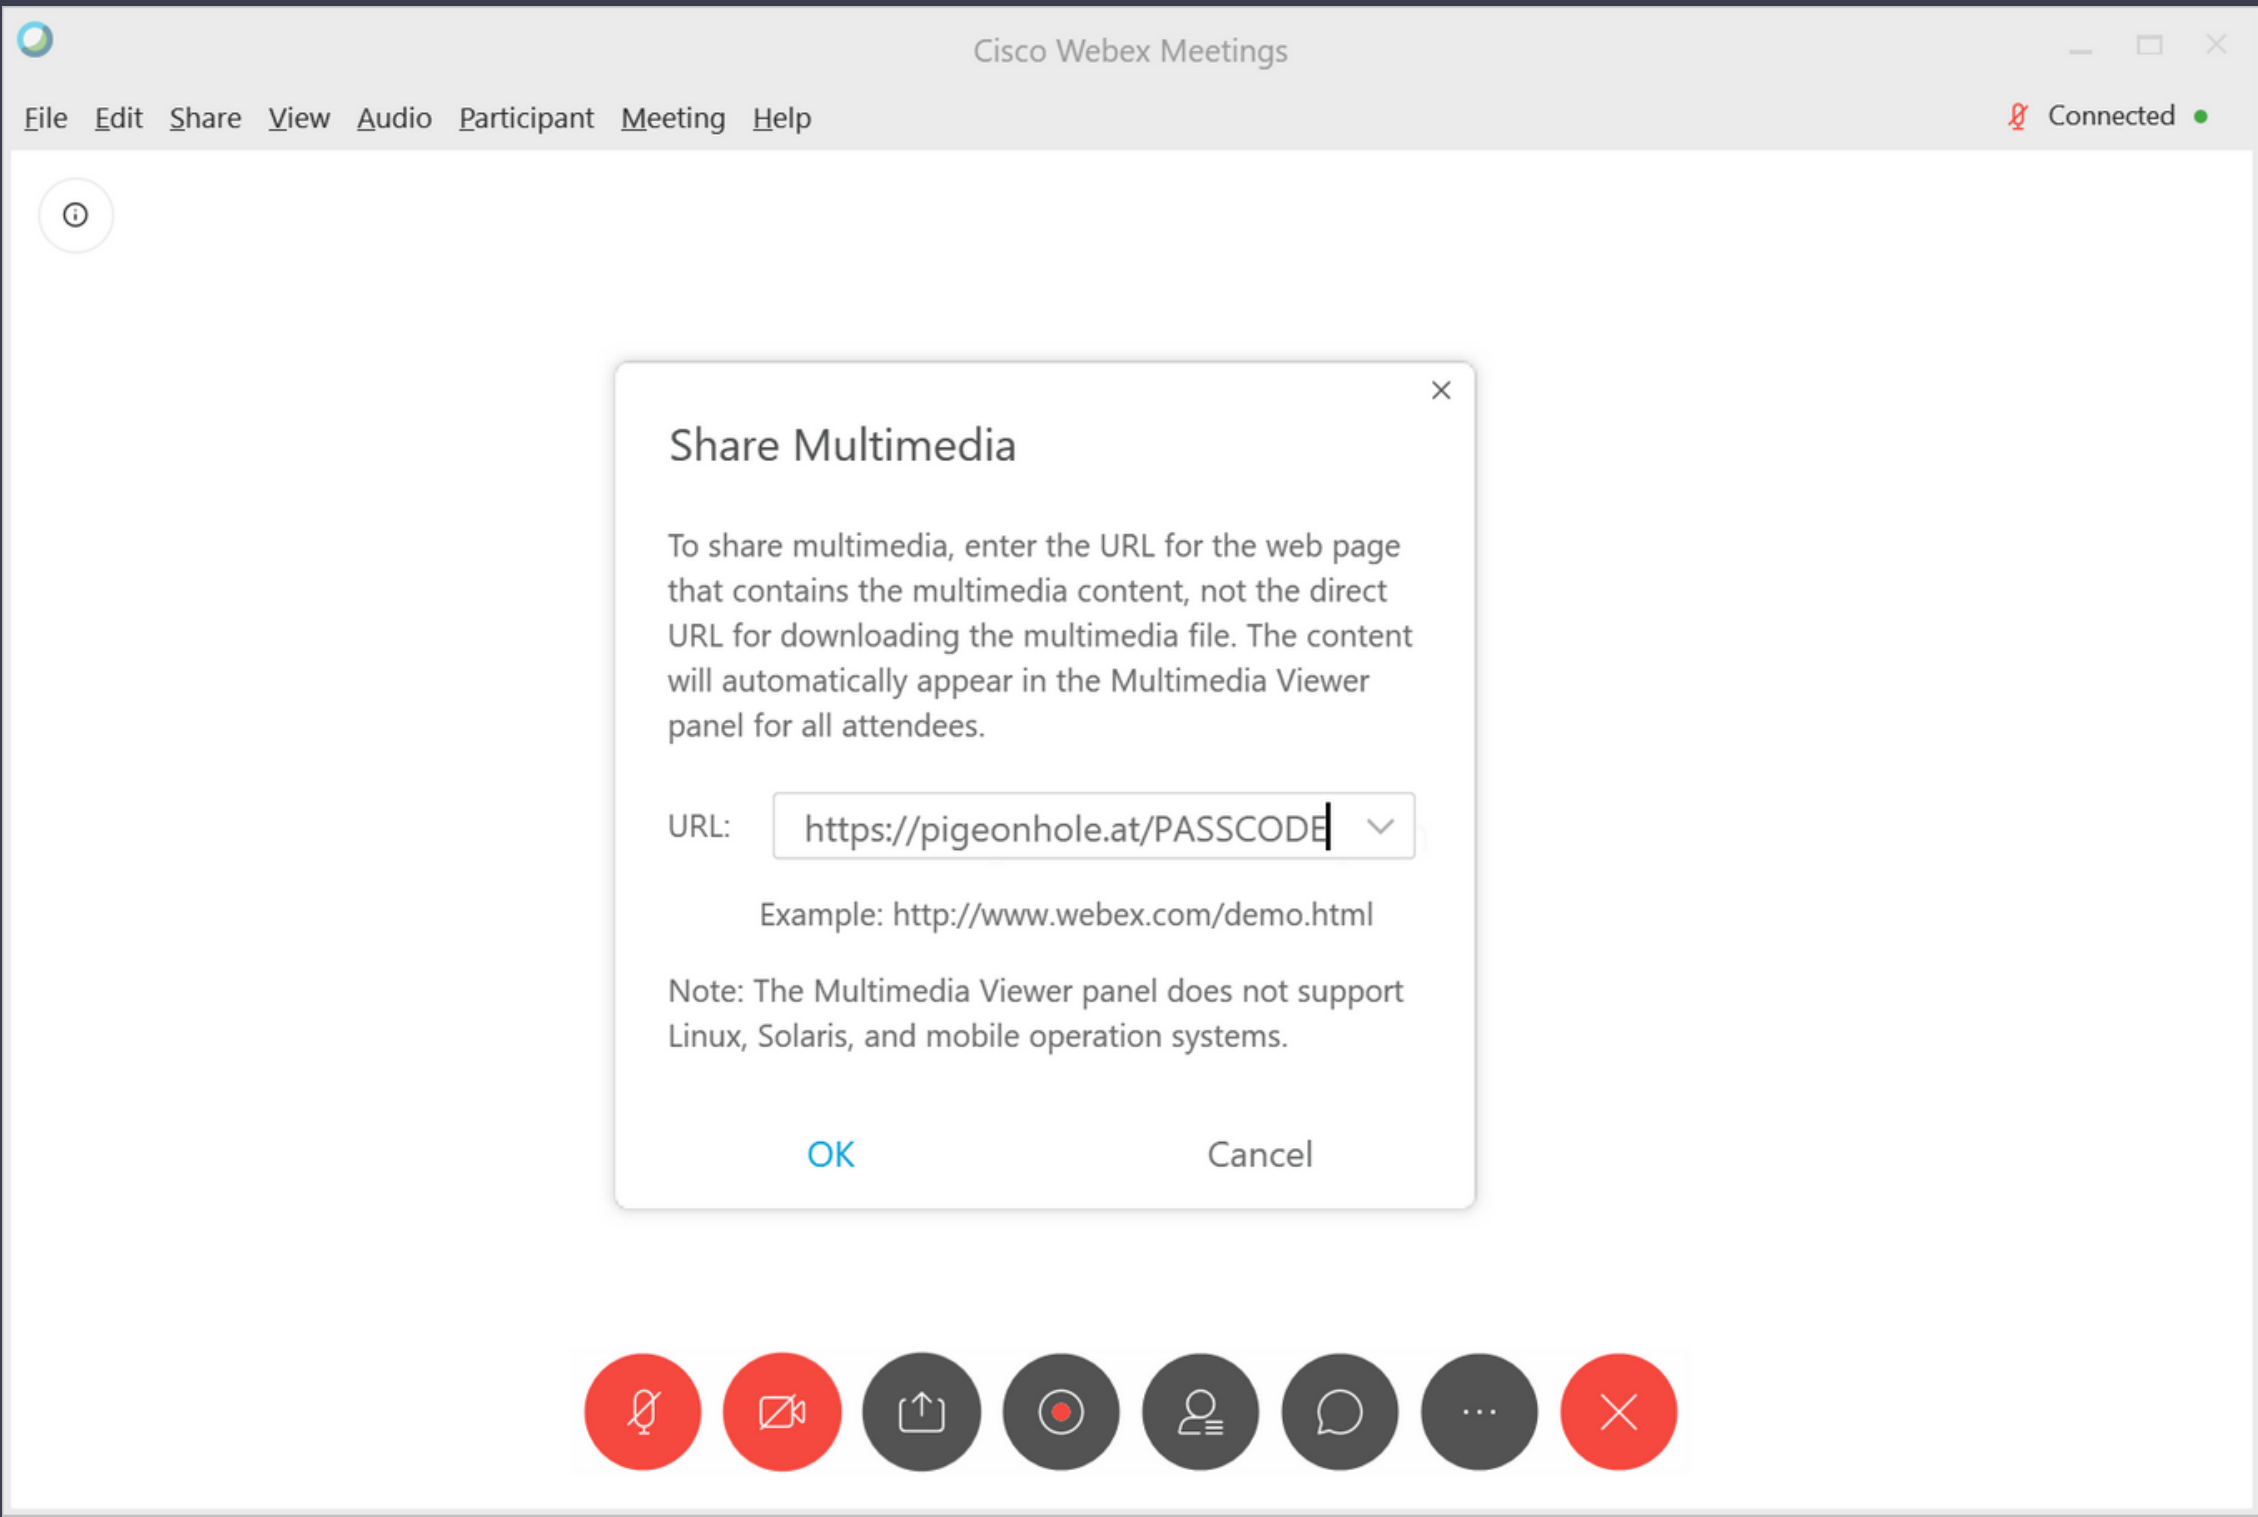 Cisco Webex Meetings
File Edit Share View Audio Participant Meeting Help
Connected
Share Multimedia
To share multimedia, enter the URL for the web page
that contains the multimedia content, not the direct
URL for downloading the multimedia file. The content
will automatically appear in the Multimedia Viewer
panel for all attendees.
URL: https://pigeonhole.at/PASSCODE
Example: http://www.webex.com/demo.html
Note: The Multimedia Viewer panel does not support
Linux, Solaris, and mobile operation systems.
OK Cancel